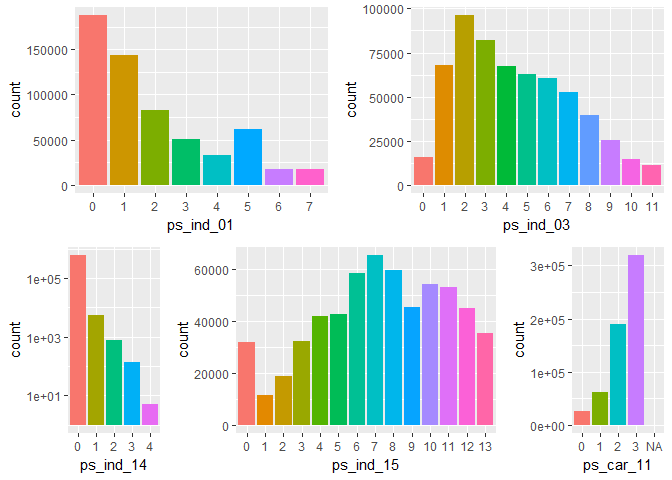 count
150000
100000
50000
0
0 1 2 3 4 5 6 7
ps_ind_01
count
100000
75000
50000
25000
0
0 1 2 3 4 5 6 7 8 9 10 11
ps_ind_03
count
1e+05
1e+03
1e+01
0 1 2 3 4
ps_ind_14
count
60000
40000
20000
0
0 1 2 3 4 5 6 7 8 9 10 11 12 13
ps_ind_15
count
3e+05
2e+05
1e+05
0e+00
0 1 2 3 NA
ps_car_11